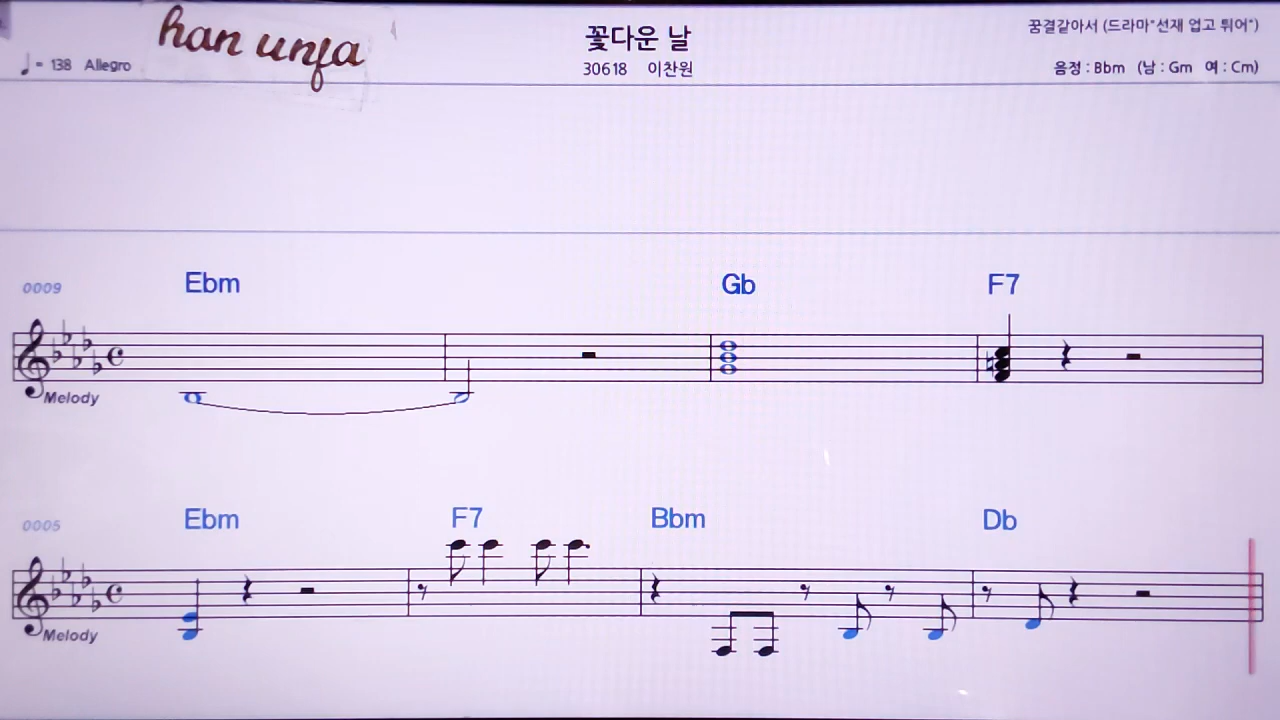 han unja
꽃다운 날
꿈결같아서 (드라마"선재 업고 튀어")
♩= 138 Allegro
30618 이찬원
음정 : Bbm (남 : Gm 여 : Cm)
0009 Ebm Gb F7
Melody
0005 Ebm F7 Bbm Db
Melody